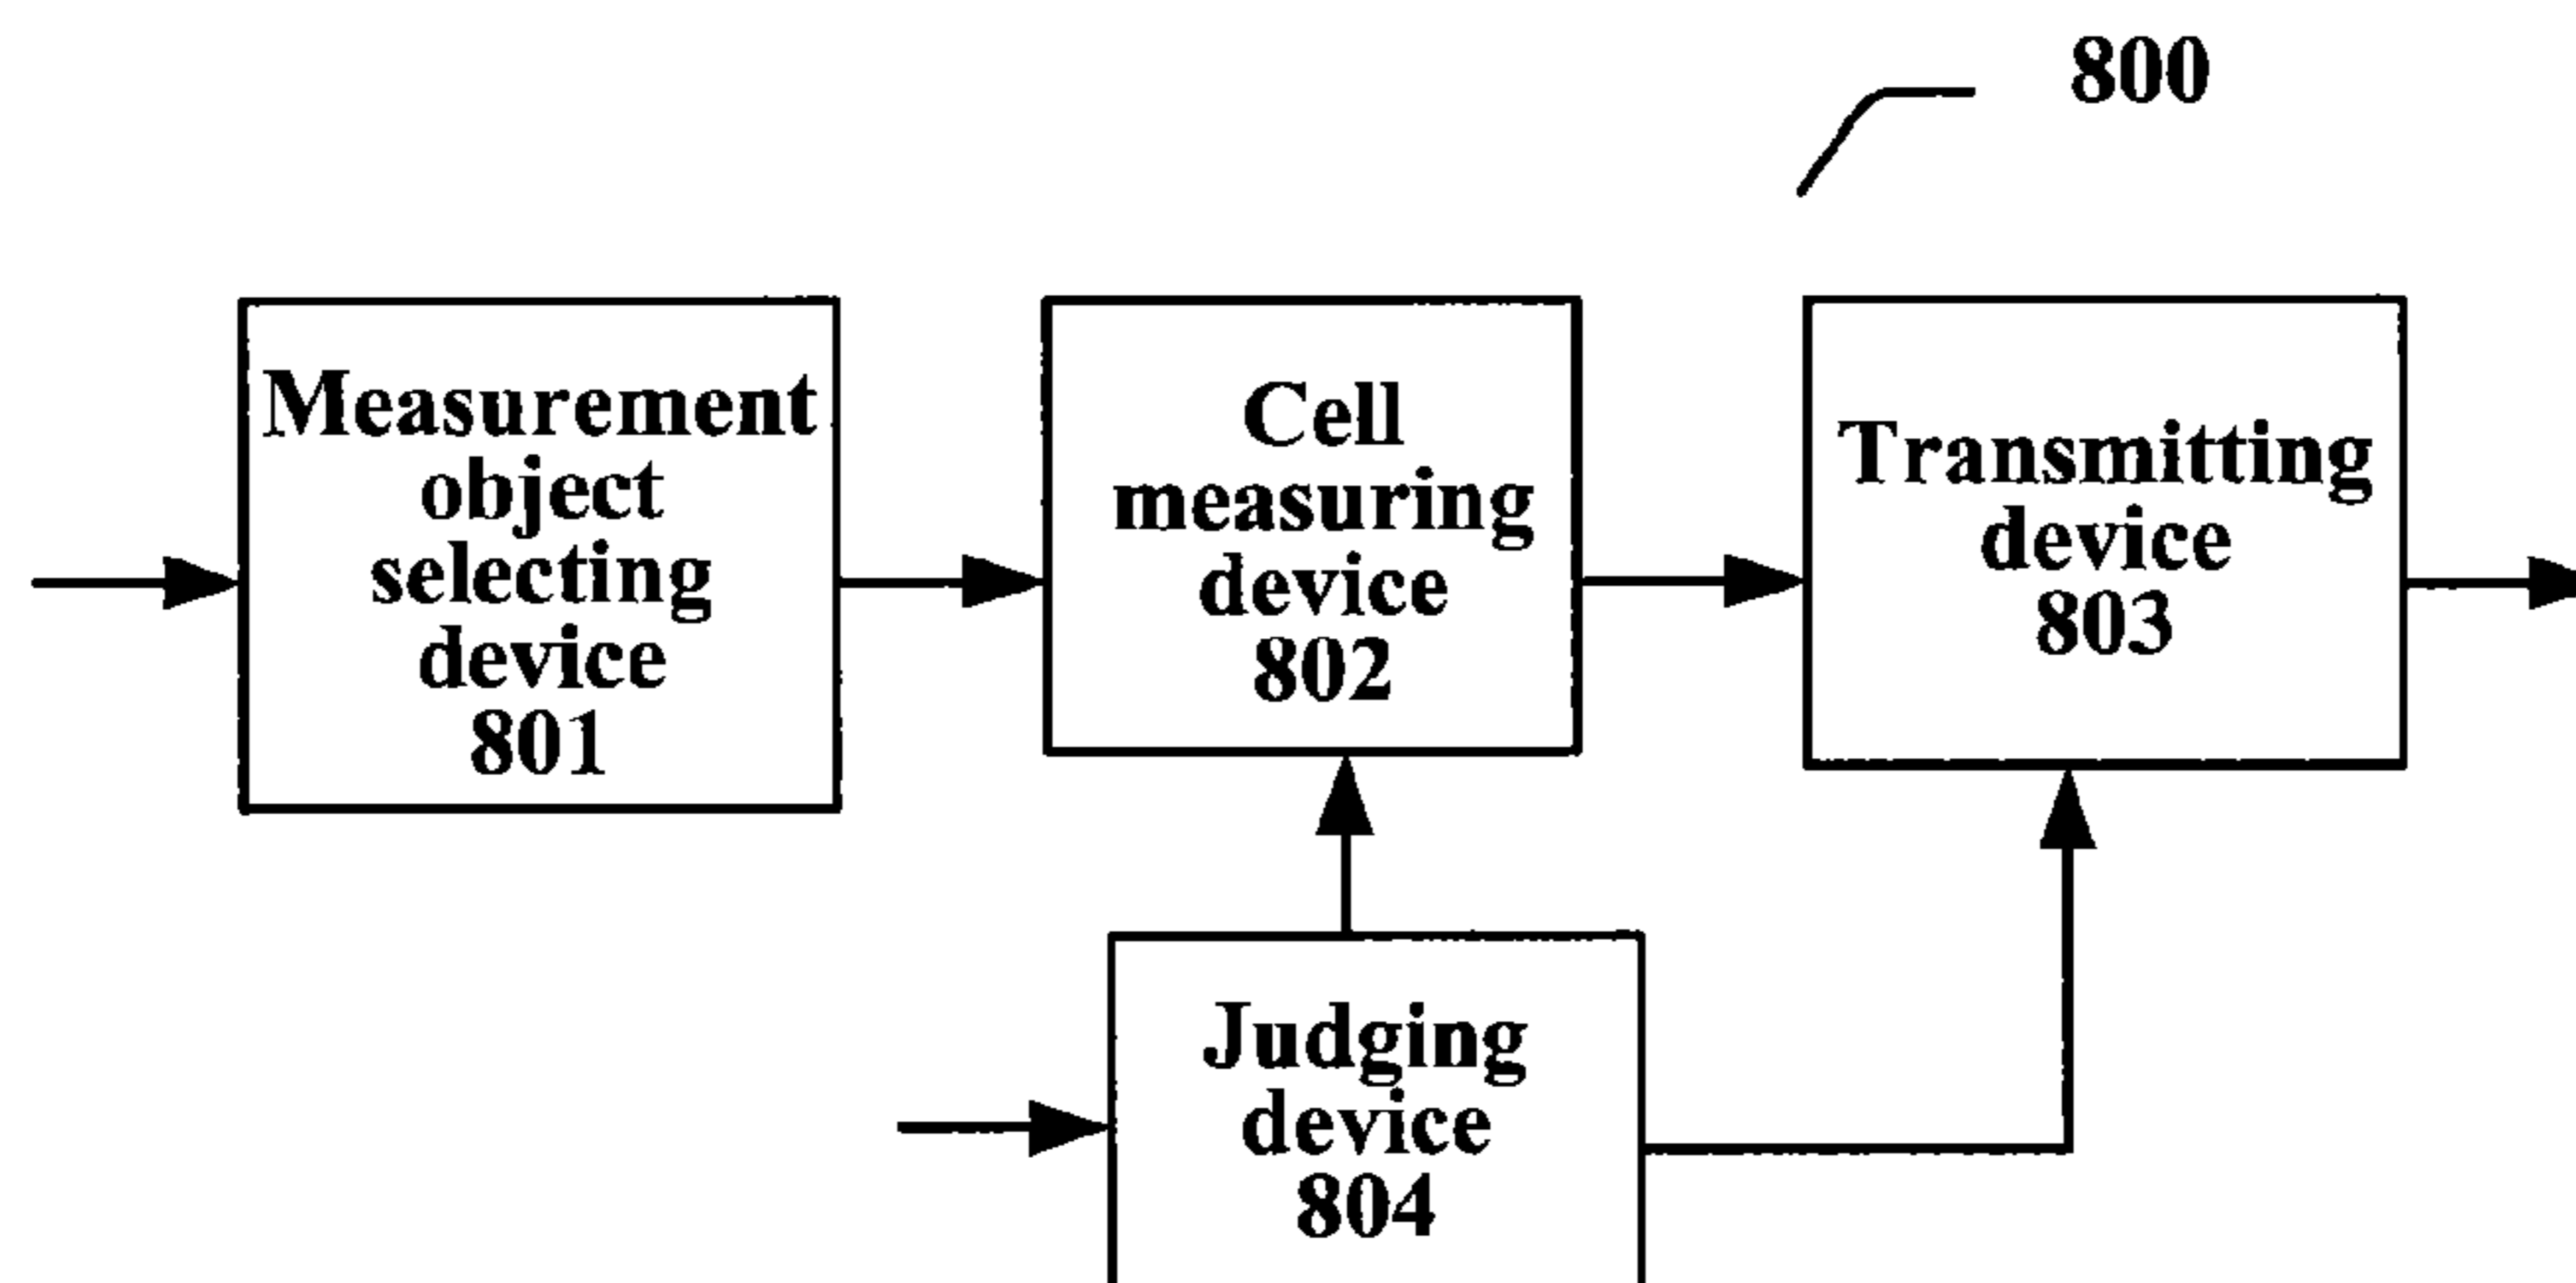 800
Measurement
object
selecting
device
801
Cell
measuring
device
802
Transmitting
device
803
Judging
device
804